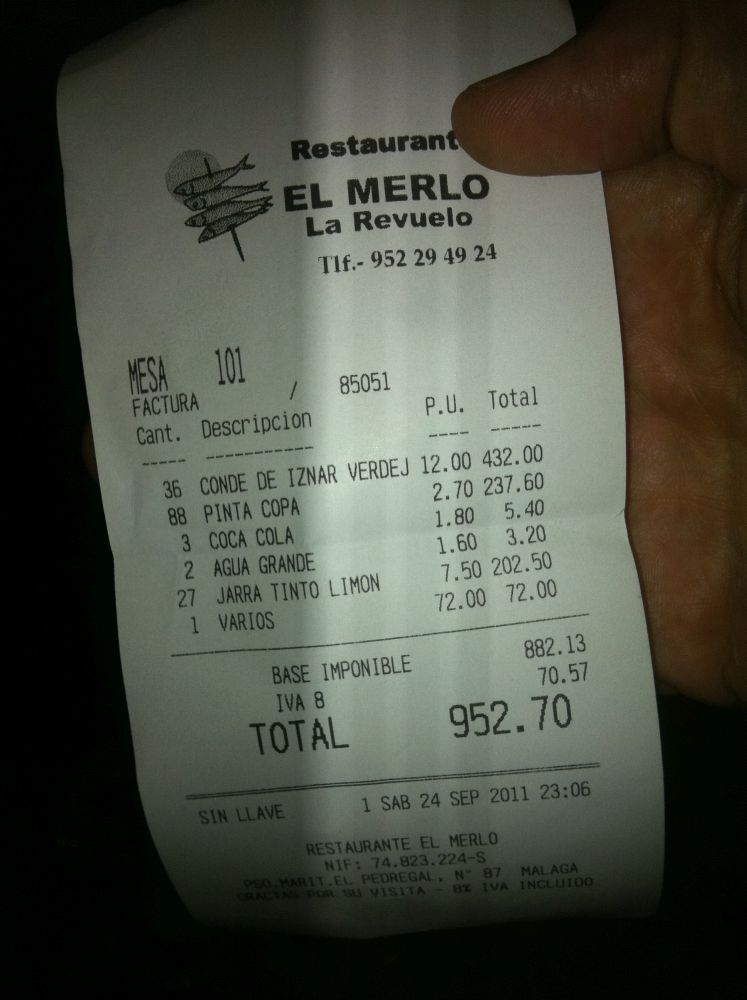 Restaurant
EL MERLO
La Revuelo
Tlf.- 952 29 49 24
MESA 101
FACTURA / 85051
Cant. Descripcion P.U. Total
----- ----------- ---- -----
36 CONDE DE IZNAR VERDEJ 12.00 432.00
88 PINTA COPA 2.70 237.60
3 COCA COLA 1.80 5.40
2 AGUA GRANDE 1.60 3.20
27 JARRA TINTO LIMON 7.50 202.50
1 VARIOS 72.00 72.00
BASE IMPONIBLE 882.13
IVA 8 70.57
TOTAL 952.70
SIN LLAVE 1 SAB 24 SEP 2011 23:06
RESTAURANTE EL MERLO
NIF: 74.823.224-S
PSO.MARIT.EL PEDREGAL, Nº 87 MALAGA
GRACIAS POR SU VISITA - 8% IVA INCLUIDO